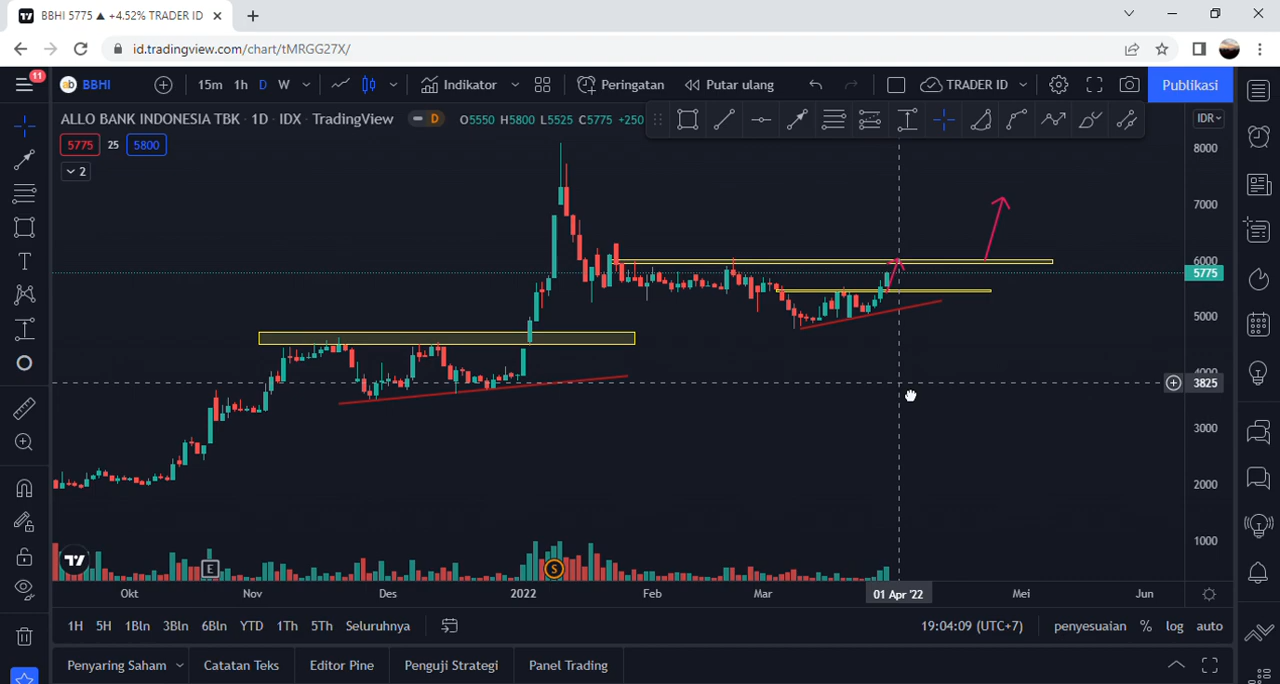 BBHI 5775 ▲ +4.52% TRADER ID
id.tradingview.com/chart/tMRGG27X/
11
BBHI 15m 1h D W Indikator Peringatan Putar ulang TRADER ID Publikasi
ALLO BANK INDONESIA TBK · 1D · IDX · TradingView D O5550 H5800 L5525 C5775 +250
IDR
5775 25 5800
2
8000
7000
6000
5775
5000
4000
3825
3000
2000
1000
E
S
Okt Nov Des 2022 Feb Mar 01 Apr '22 Mei Jun
1H 5H 1Bln 3Bln 6Bln YTD 1Th 5Th Seluruhnya 19:04:09 (UTC+7) penyesuaian % log auto
Penyaring Saham Catatan Teks Editor Pine Penguji Strategi Panel Trading